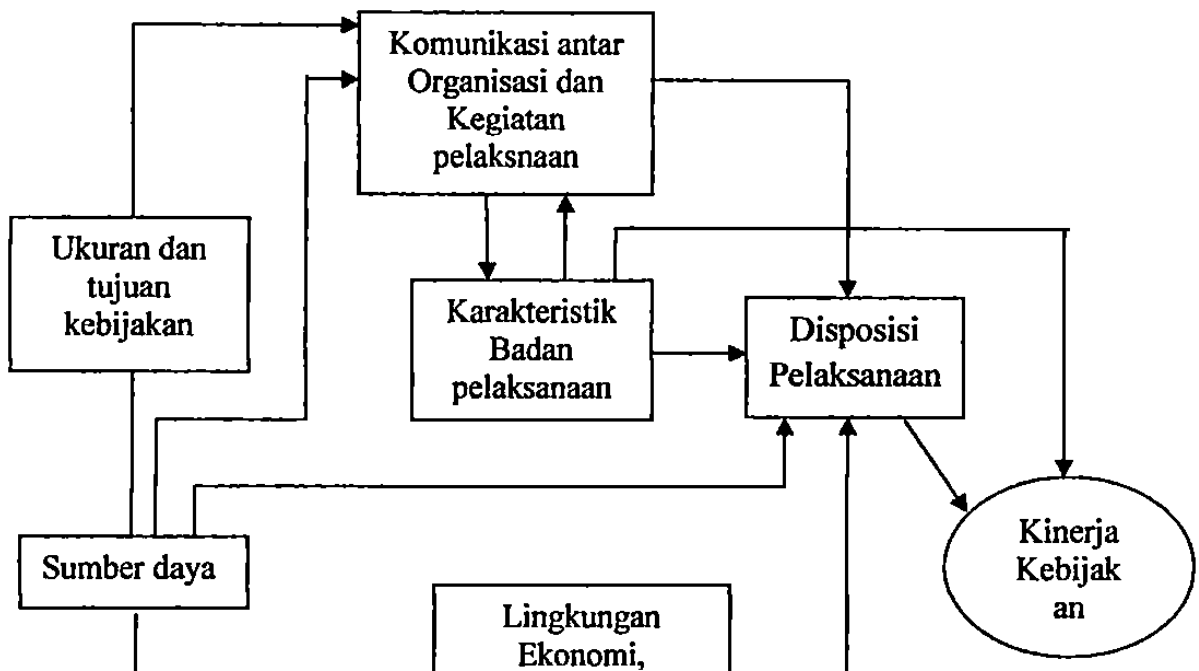 Komunikasi antar
Organisasi dan
Kegiatan
pelaksnaan
Ukuran dan
tujuan
kebijakan
Karakteristik
Badan
pelaksanaan
Disposisi
Pelaksanaan
Sumber daya
Kinerja
Kebijak
an
Lingkungan
Ekonomi,